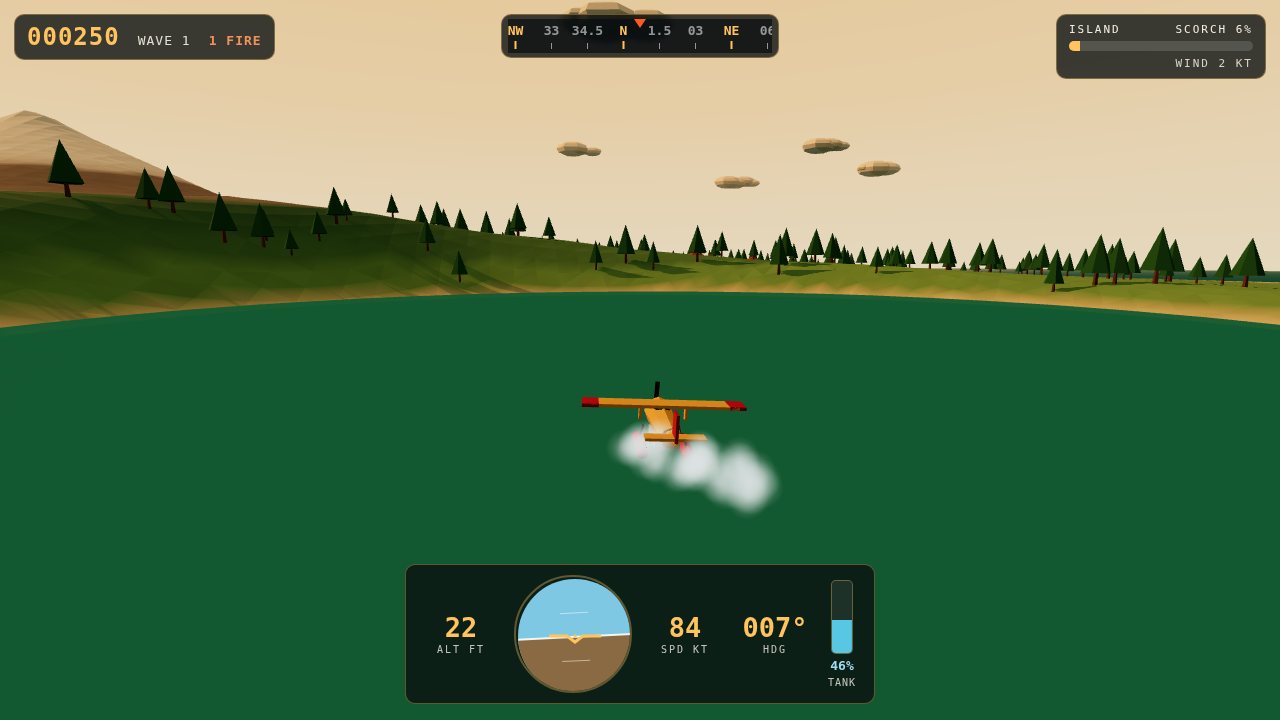 000250 WAVE 1 1 FIRE
NW 33 34.5 N 1.5 03 NE 06
ISLAND SCORCH 6%
WIND 2 KT
22 84 007°
ALT FT SPD KT HDG
46%
TANK